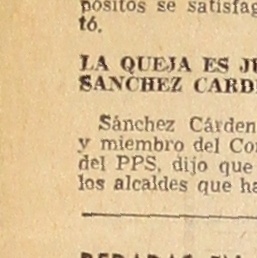 pósitos se satisfag
tó.
LA QUEJA ES JU
SANCHEZ CARD
Sánchez Cárden
y miembro del Co
del PPS, dijo que
los alcaldes que ha